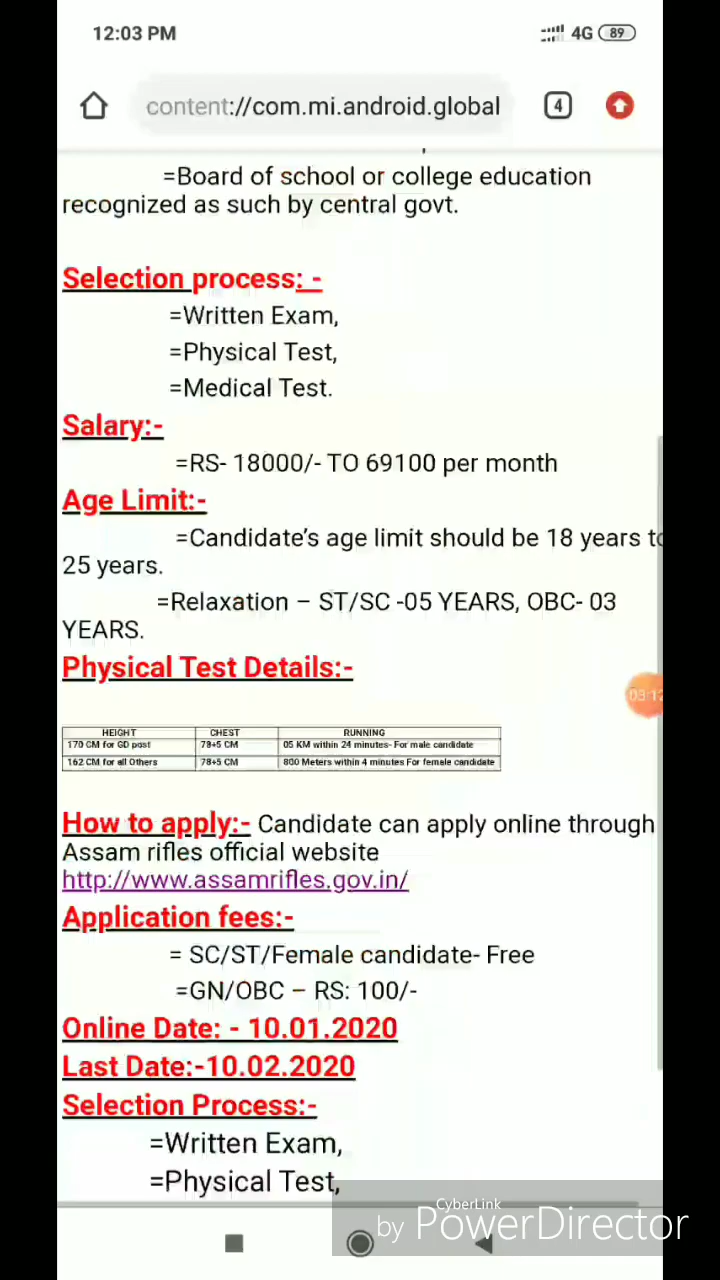 12:03 PM
4G 89
content://com.mi.android.global
4
=Board of school or college education
recognized as such by central govt.
Selection process: -
=Written Exam,
=Physical Test,
=Medical Test.
Salary:-
=RS- 18000/- TO 69100 per month
Age Limit:-
=Candidate's age limit should be 18 years to
25 years.
=Relaxation – ST/SC -05 YEARS, OBC- 03
YEARS.
Physical Test Details:-
03:12
HEIGHT CHEST RUNNING
170 CM for GD post 79+5 CM 05 KM within 24 minutes- For male candidate
162 CM for all Others 78+5 CM 800 Meters within 4 minutes For female candidate
How to apply:- Candidate can apply online through
Assam rifles official website
http://www.assamrifles.gov.in/
Application fees:-
= SC/ST/Female candidate- Free
=GN/OBC – RS: 100/-
Online Date: - 10.01.2020
Last Date:-10.02.2020
Selection Process:-
=Written Exam,
=Physical Test,
CyberLink
by PowerDirector